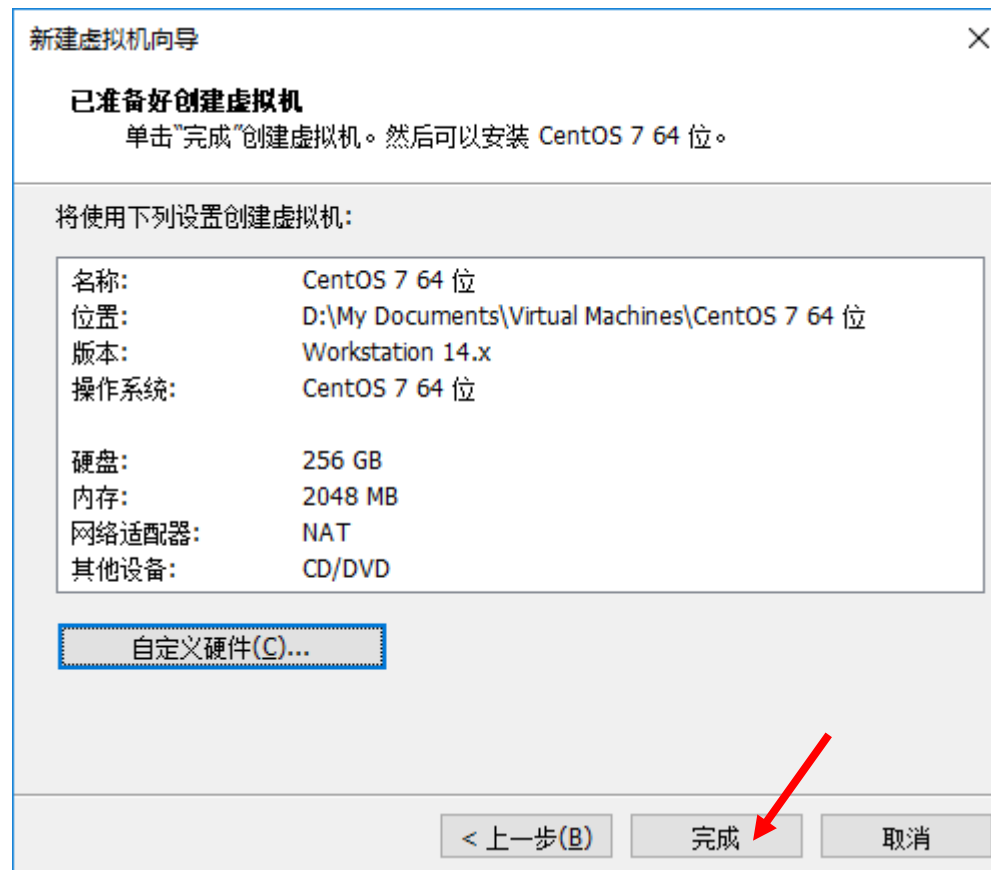 新建虚拟机向导
已准备好创建虚拟机
单击"完成"创建虚拟机。然后可以安装 CentOS 7 64 位。
将使用下列设置创建虚拟机:
名称: CentOS 7 64 位
位置: D:\My Documents\Virtual Machines\CentOS 7 64 位
版本: Workstation 14.x
操作系统: CentOS 7 64 位
硬盘: 256 GB
内存: 2048 MB
网络适配器: NAT
其他设备: CD/DVD
自定义硬件(C)...
< 上一步(B) 完成 取消